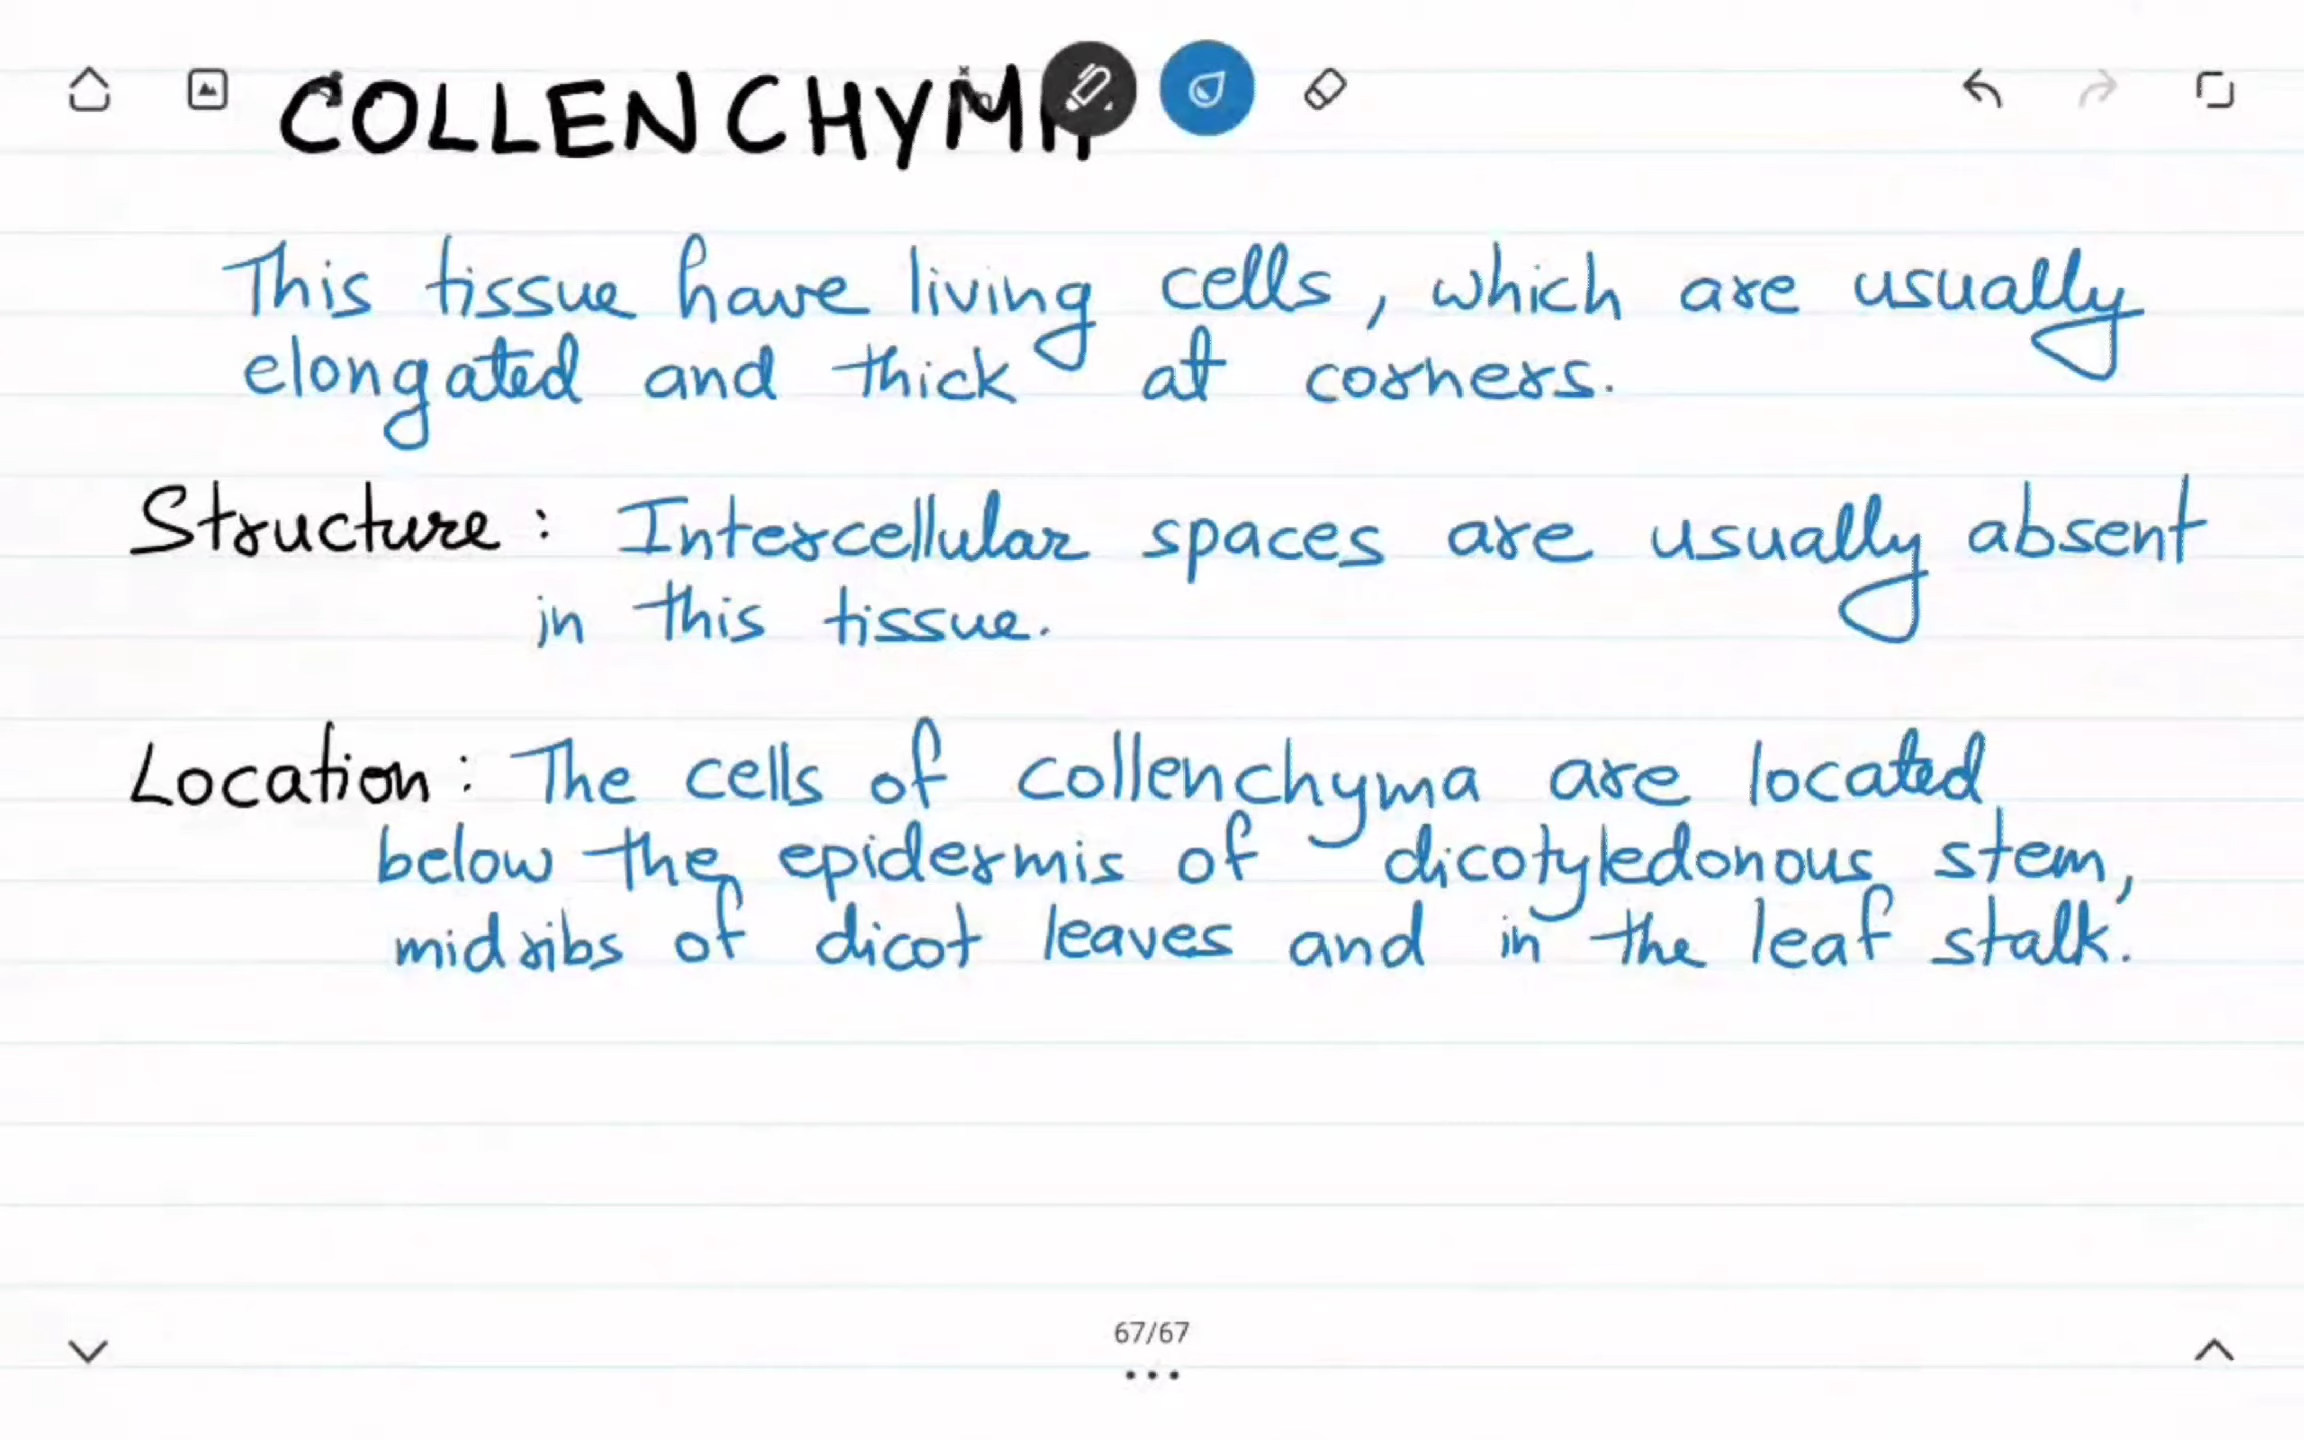 COLLENCHYMA
This tissue have living cells, which are usually
elongated and thick at corners.
Structure: Intercellular spaces are usually absent
in this tissue.
Location: The cells of collenchyma are located
below the epidermis of dicotyledonous stem,
midribs of dicot leaves and in the leaf stalk.
67/67